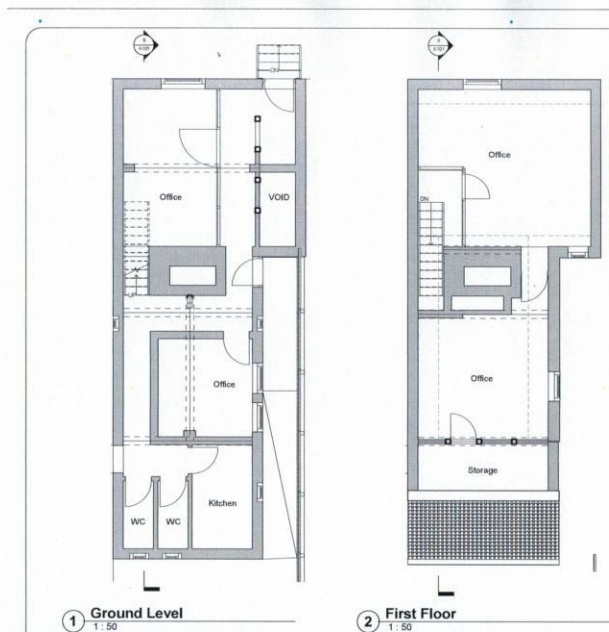 DN
Office
VOID
UP
Office
Kitchen
WC
WC
1 Ground Level
1 : 50
Office
DN
Office
Storage
2 First Floor
1 : 50